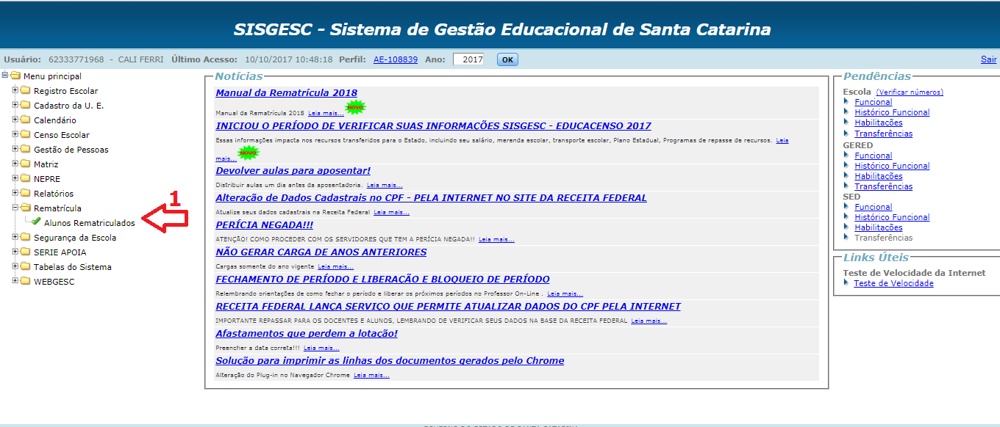 SISGESC - Sistema de Gestão Educacional de Santa Catarina
Usuário: 62333771968 - CALI FERRI Último Acesso: 10/10/2017 10:48:18 Perfil: AE-108839 Ano: 2017 OK Sair
Menu principal
Registro Escolar
Cadastro da U. E.
Calendário
Censo Escolar
Gestão de Pessoas
Matriz
NEPRE
Relatórios
Rematrícula
Alunos Rematriculados
1
Segurança da Escola
SERIE APOIA
Tabelas do Sistema
WEBGESC
Notícias
Manual da Rematrícula 2018
Manual da Rematrícula 2018 Leia mais... NOVO
INICIOU O PERÍODO DE VERIFICAR SUAS INFORMAÇÕES SISGESC - EDUCACENSO 2017
Essas informações impacta nos recursos transferidos para o Estado, incluindo seu salário, merenda escolar, transporte escolar, Plano Estadual, Programas de repasse de recursos. Leia
mais... NOVO
Devolver aulas para aposentar!
Distribuir aulas um dia antes da aposentadoria. Leia mais...
Alteração de Dados Cadastrais no CPF - PELA INTERNET NO SITE DA RECEITA FEDERAL
Atualize seus dados cadastrais na Receita Federal Leia mais...
PERÍCIA NEGADA!!!
ATENÇÃO! COMO PROCEDER COM OS SERVIDORES QUE TEM A PERÍCIA NEGADA!! Leia mais...
NÃO GERAR CARGA DE ANOS ANTERIORES
Cargas somente do ano vigente Leia mais...
FECHAMENTO DE PERÍODO E LIBERAÇÃO E BLOQUEIO DE PERÍODO
Relembrando orientações de como fechar o período e liberar os próximos períodos no Professor On-Line . Leia mais...
RECEITA FEDERAL LANÇA SERVIÇO QUE PERMITE ATUALIZAR DADOS DO CPF PELA INTERNET
IMPORTANTE REPASSAR PARA OS DOCENTES E ALUNOS, LEMBRANDO DE VERIFICAR SEUS DADOS NA BASE DA RECEITA FEDERAL Leia mais...
Afastamentos que perdem a lotação!
Preencher a data correta!!! Leia mais...
Solução para imprimir as linhas dos documentos gerados pelo Chrome
Alteração do Plug-in no Navegador Chrome Leia mais...
Pendências
Escola (Verificar números)
Funcional
Histórico Funcional
Habilitações
Transferências
GERED
Funcional
Histórico Funcional
Habilitações
Transferências
SED
Funcional
Histórico Funcional
Habilitações
Transferências
Links Úteis
Teste de Velocidade da Internet
Teste de Velocidade